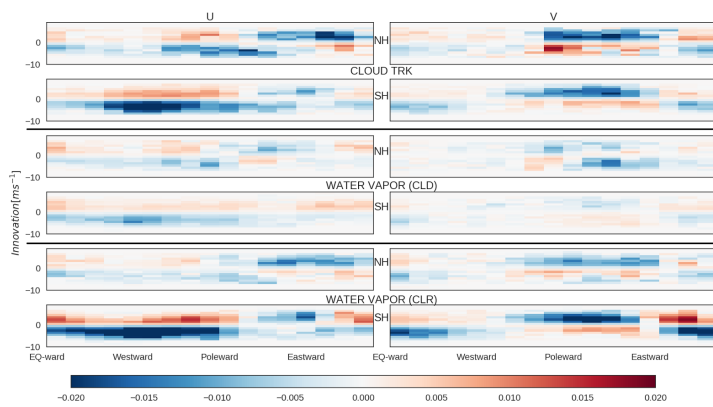 U V
0
−10
NH
CLOUD TRK
0
−10
SH
0
−10
NH
WATER VAPOR (CLD)
0
−10
SH
0
−10
NH
WATER VAPOR (CLR)
0
−10
SH
Innovation[ms⁻¹]
EQ-ward Westward Poleward Eastward EQ-ward Westward Poleward Eastward
−0.020 −0.015 −0.010 −0.005 0.000 0.005 0.010 0.015 0.020